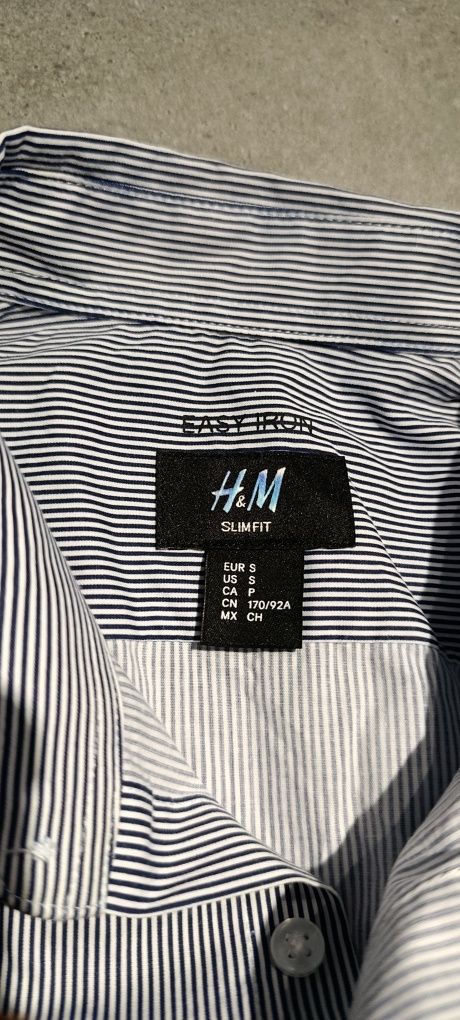 EASY IRON
H&M
SLIM FIT
EUR S
US S
CA P
CN 170/92A
MX CH